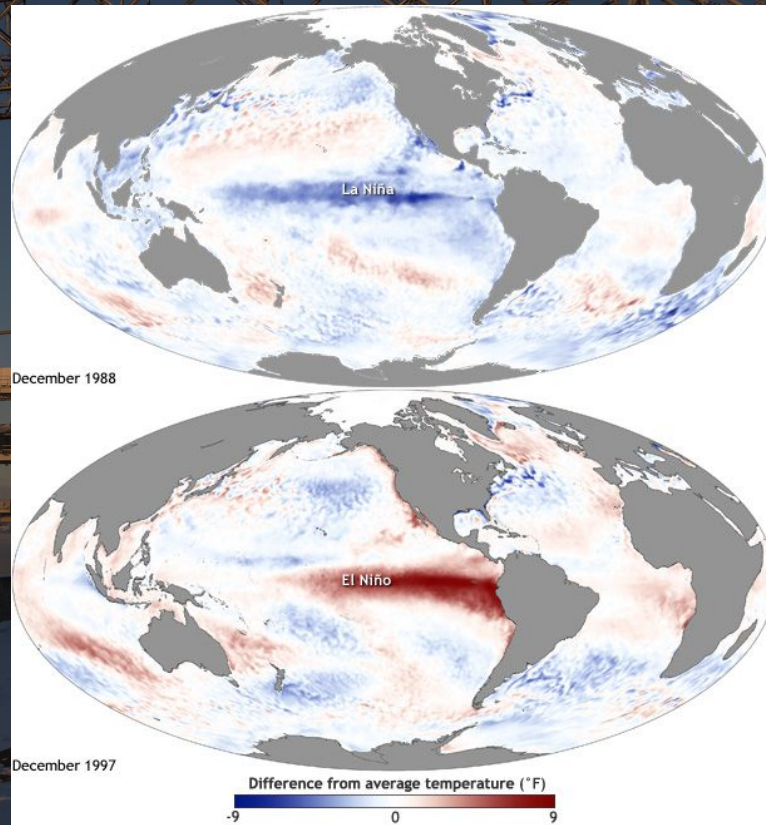 La Niña
December 1988
El Niño
December 1997
Difference from average temperature (°F)
-9 0 9